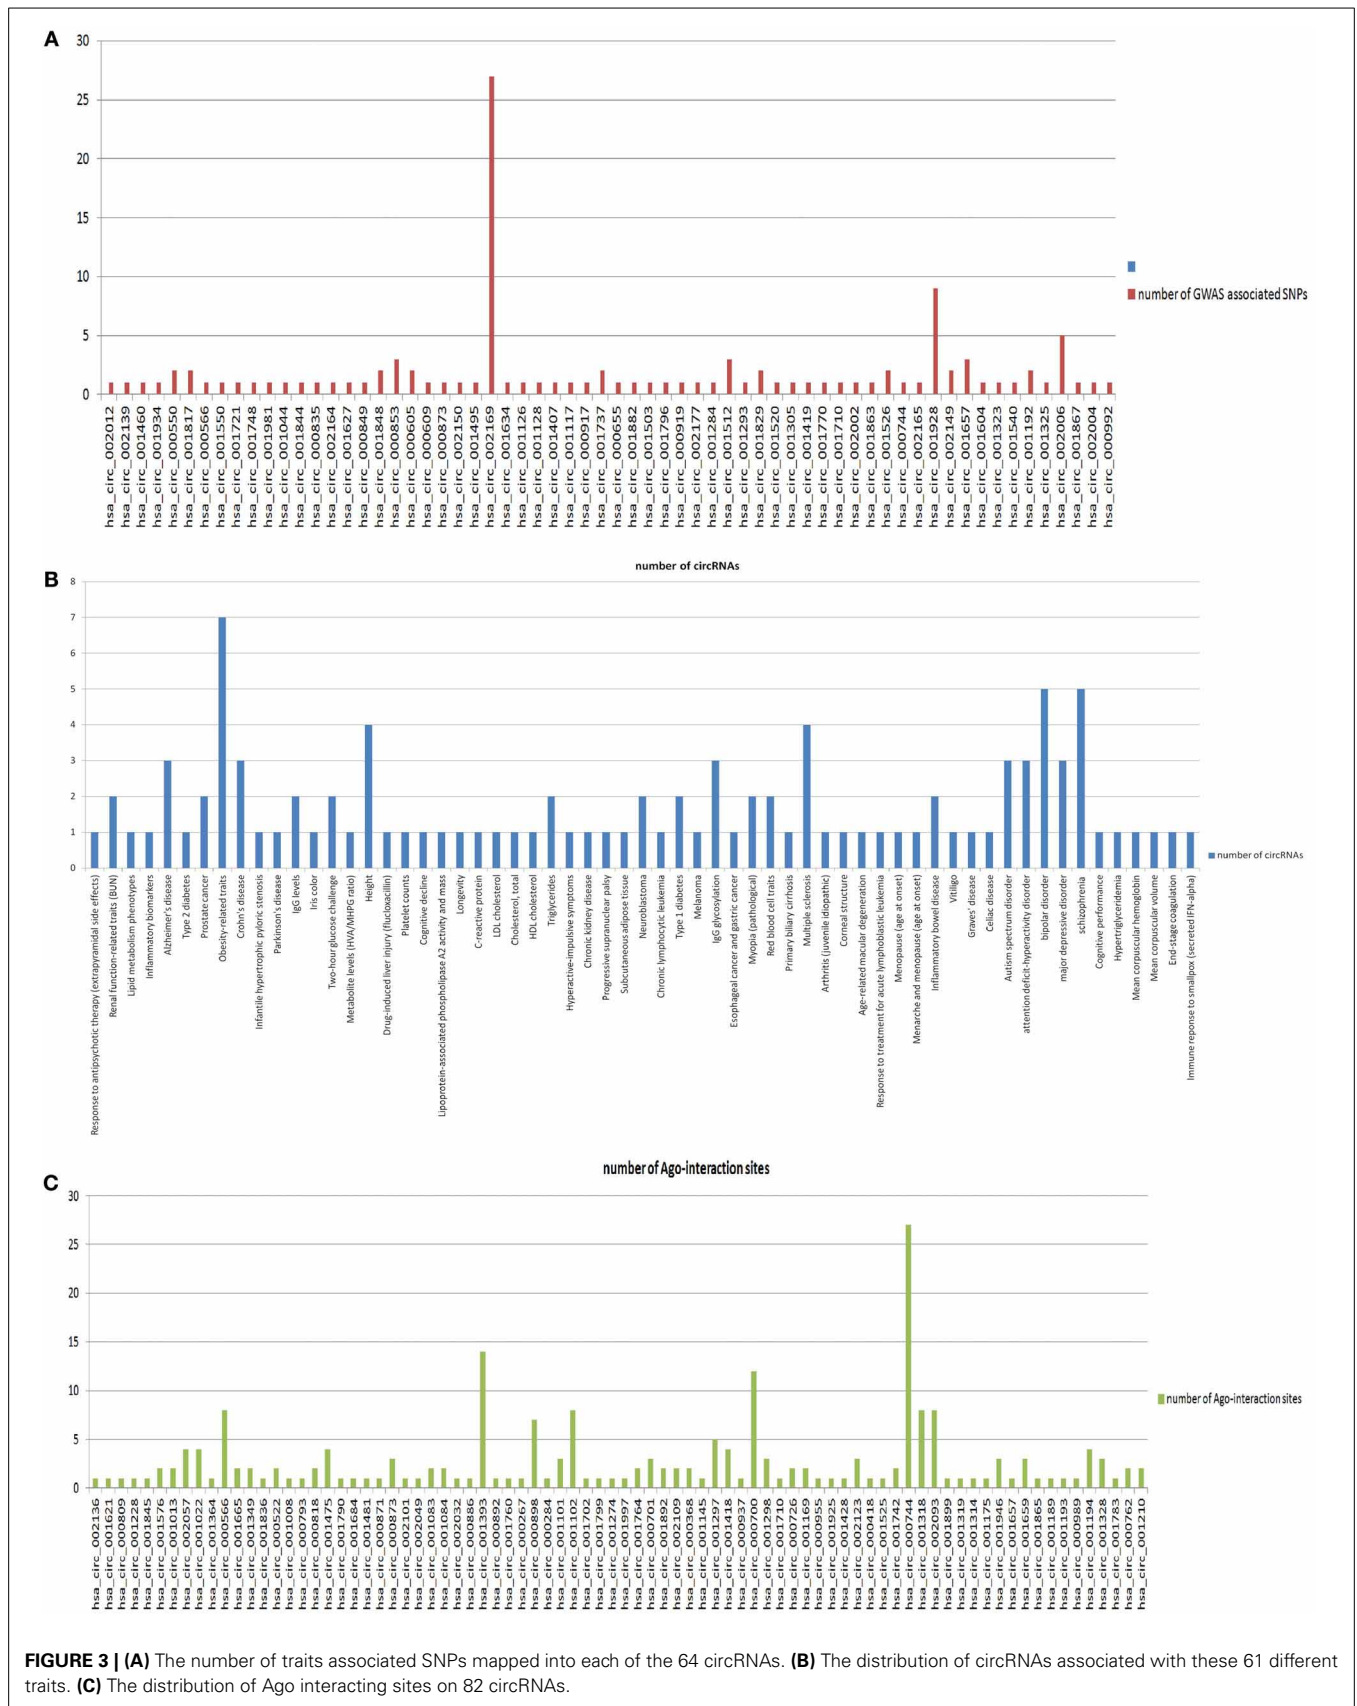 A
30
25
20
15
10
5
0
number of GWAS associated SNPs
hsa_circ_002012
hsa_circ_002139
hsa_circ_001460
hsa_circ_001934
hsa_circ_000550
hsa_circ_001817
hsa_circ_000566
hsa_circ_001550
hsa_circ_001721
hsa_circ_001748
hsa_circ_001981
hsa_circ_001044
hsa_circ_001844
hsa_circ_000835
hsa_circ_002164
hsa_circ_001627
hsa_circ_000849
hsa_circ_001848
hsa_circ_000853
hsa_circ_000605
hsa_circ_000609
hsa_circ_000873
hsa_circ_002150
hsa_circ_001495
hsa_circ_002169
hsa_circ_001634
hsa_circ_001126
hsa_circ_001128
hsa_circ_001407
hsa_circ_001117
hsa_circ_000917
hsa_circ_001737
hsa_circ_000655
hsa_circ_001882
hsa_circ_001503
hsa_circ_001796
hsa_circ_000919
hsa_circ_002177
hsa_circ_001284
hsa_circ_001512
hsa_circ_001293
hsa_circ_001829
hsa_circ_001520
hsa_circ_001305
hsa_circ_001419
hsa_circ_001770
hsa_circ_001710
hsa_circ_002002
hsa_circ_001863
hsa_circ_001526
hsa_circ_000744
hsa_circ_002165
hsa_circ_001928
hsa_circ_002149
hsa_circ_001657
hsa_circ_001604
hsa_circ_001323
hsa_circ_001540
hsa_circ_001192
hsa_circ_001325
hsa_circ_002006
hsa_circ_001867
hsa_circ_002004
hsa_circ_000992
B
number of circRNAs
8
7
6
5
4
3
2
1
0
number of circRNAs
Response to antipsychotic therapy (extrapyramidal side effects)
Renal function-related traits (BUN)
Lipid metabolism phenotypes
Inflammatory biomarkers
Alzheimer's disease
Type 2 diabetes
Prostate cancer
Obesity-related traits
Crohn's disease
Infantile hypertrophic pyloric stenosis
Parkinson's disease
IgG levels
Iris color
Two-hour glucose challenge
Metabolite levels (HVA/MHPG ratio)
Height
Drug-induced liver injury (flucloxacillin)
Platelet counts
Cognitive decline
Lipoprotein-associated phospholipase A2 activity and mass
Longevity
C-reactive protein
LDL cholesterol
Cholesterol, total
HDL cholesterol
Triglycerides
Hyperactive-impulsive symptoms
Chronic kidney disease
Progressive supranuclear palsy
Subcutaneous adipose tissue
Neuroblastoma
Chronic lymphocytic leukemia
Type 1 diabetes
Melanoma
IgG glycosylation
Esophageal cancer and gastric cancer
Myopia (pathological)
Red blood cell traits
Primary biliary cirrhosis
Multiple sclerosis
Arthritis (juvenile idiopathic)
Corneal structure
Age-related macular degeneration
Response to treatment for acute lymphoblastic leukemia
Menopause (age at onset)
Menarche and menopause (age at onset)
Inflammatory bowel disease
Vitiligo
Graves' disease
Celiac disease
Autism spectrum disorder
attention deficit-hyperactivity disorder
bipolar disorder
major depressive disorder
schizophrenia
Cognitive performance
Hypertriglyceridemia
Mean corpuscular hemoglobin
Mean corpuscular volume
End-stage coagulation
Immune reponse to smallpox (secreted IFN-alpha)
C
number of Ago-interaction sites
30
25
20
15
10
5
0
number of Ago-interaction sites
hsa_circ_002136
hsa_circ_001621
hsa_circ_000809
hsa_circ_001228
hsa_circ_001845
hsa_circ_001576
hsa_circ_001013
hsa_circ_002057
hsa_circ_001022
hsa_circ_001364
hsa_circ_000566
hsa_circ_001665
hsa_circ_001349
hsa_circ_001836
hsa_circ_000522
hsa_circ_001008
hsa_circ_000793
hsa_circ_000818
hsa_circ_001475
hsa_circ_001790
hsa_circ_001684
hsa_circ_001481
hsa_circ_000871
hsa_circ_000873
hsa_circ_002101
hsa_circ_002049
hsa_circ_001083
hsa_circ_001084
hsa_circ_002032
hsa_circ_000886
hsa_circ_001393
hsa_circ_000892
hsa_circ_001760
hsa_circ_000267
hsa_circ_000898
hsa_circ_000284
hsa_circ_001101
hsa_circ_001102
hsa_circ_001702
hsa_circ_001799
hsa_circ_001274
hsa_circ_001997
hsa_circ_001764
hsa_circ_000701
hsa_circ_001892
hsa_circ_002109
hsa_circ_000368
hsa_circ_001145
hsa_circ_001297
hsa_circ_001418
hsa_circ_000937
hsa_circ_000700
hsa_circ_001298
hsa_circ_001710
hsa_circ_000726
hsa_circ_001169
hsa_circ_000955
hsa_circ_001925
hsa_circ_001428
hsa_circ_002123
hsa_circ_000418
hsa_circ_001525
hsa_circ_001742
hsa_circ_000744
hsa_circ_001318
hsa_circ_002093
hsa_circ_001899
hsa_circ_001319
hsa_circ_001314
hsa_circ_001175
hsa_circ_001946
hsa_circ_001657
hsa_circ_001659
hsa_circ_001865
hsa_circ_001189
hsa_circ_001193
hsa_circ_000989
hsa_circ_001194
hsa_circ_001328
hsa_circ_001783
hsa_circ_000762
hsa_circ_001210
FIGURE 3 | (A) The number of traits associated SNPs mapped into each of the 64 circRNAs. (B) The distribution of circRNAs associated with these 61 different
traits. (C) The distribution of Ago interacting sites on 82 circRNAs.